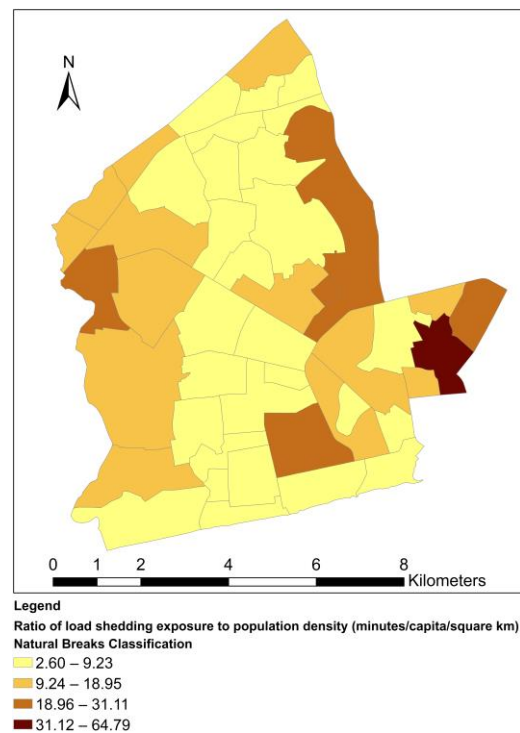 N
0 1 2 4 6 8
Kilometers
Legend
Ratio of load shedding exposure to population density (minutes/capita/square km)
Natural Breaks Classification
2.60 – 9.23
9.24 – 18.95
18.96 – 31.11
31.12 – 64.79